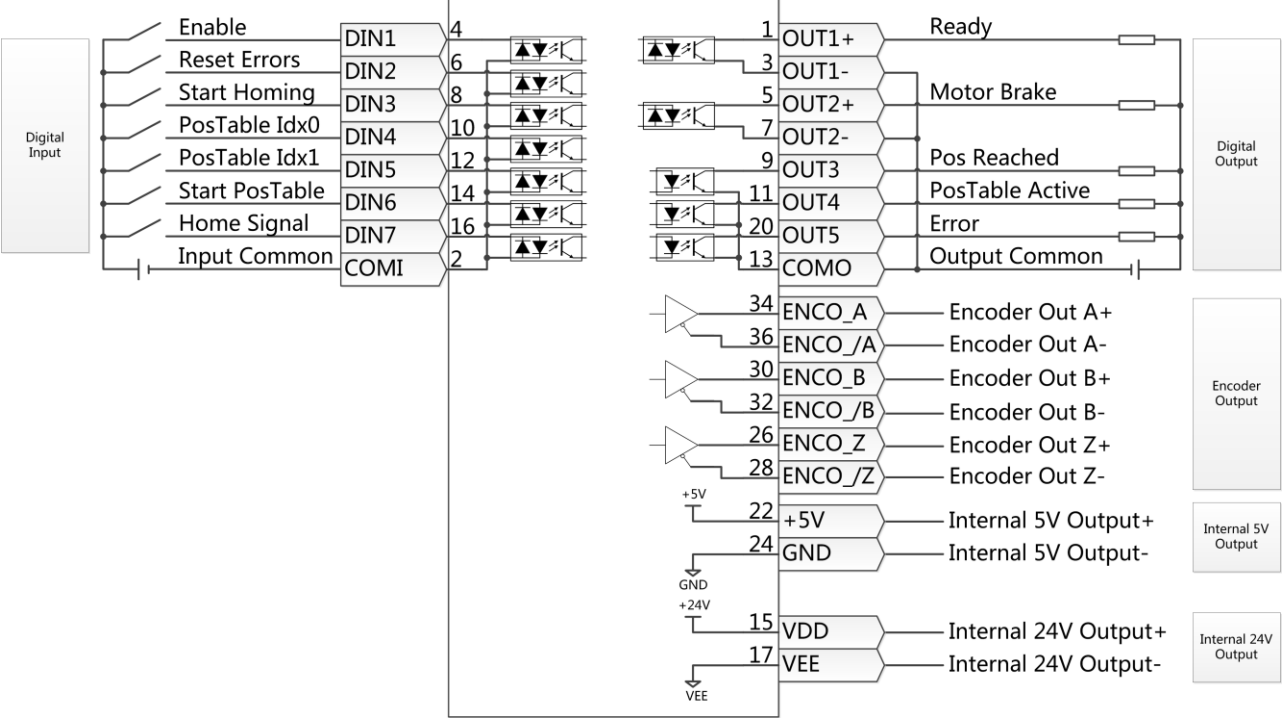 Digital
Input
Enable DIN1 4
Reset Errors DIN2 6
Start Homing DIN3 8
PosTable Idx0 DIN4 10
PosTable Idx1 DIN5 12
Start PosTable DIN6 14
Home Signal DIN7 16
Input Common COMI 2
1 OUT1+ Ready
3 OUT1-
5 OUT2+ Motor Brake
7 OUT2-
9 OUT3 Pos Reached
11 OUT4 PosTable Active
20 OUT5 Error
13 COMO Output Common
Digital
Output
34 ENCO_A Encoder Out A+
36 ENCO_/A Encoder Out A-
30 ENCO_B Encoder Out B+
32 ENCO_/B Encoder Out B-
26 ENCO_Z Encoder Out Z+
28 ENCO_/Z Encoder Out Z-
Encoder
Output
+5V
22 +5V Internal 5V Output+
24 GND Internal 5V Output-
GND
Internal 5V
Output
+24V
15 VDD Internal 24V Output+
17 VEE Internal 24V Output-
VEE
Internal 24V
Output